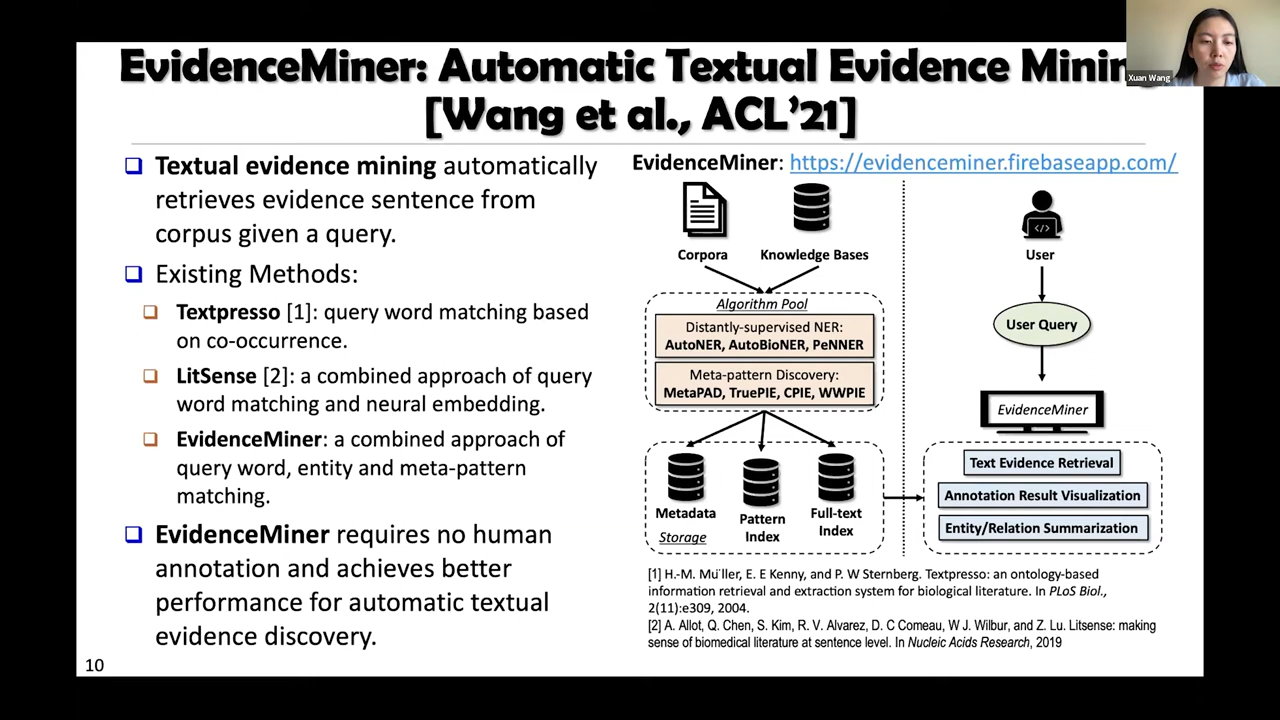 EvidenceMiner: Automatic Textual Evidence Mining
[Wang et al., ACL'21]
Xuan Wang
Textual evidence mining automatically
retrieves evidence sentence from
corpus given a query.
Existing Methods:
Textpresso [1]: query word matching based
on co-occurrence.
LitSense [2]: a combined approach of query
word matching and neural embedding.
EvidenceMiner: a combined approach of
query word, entity and meta-pattern
matching.
EvidenceMiner requires no human
annotation and achieves better
performance for automatic textual
evidence discovery.
10
EvidenceMiner: https://evidenceminer.firebaseapp.com/
Corpora
Knowledge Bases
Algorithm Pool
Distantly-supervised NER:
AutoNER, AutoBioNER, PeNNER
Meta-pattern Discovery:
MetaPAD, TruePIE, CPIE, WWPIE
Metadata
Pattern
Index
Full-text
Index
Storage
User
User Query
EvidenceMiner
Text Evidence Retrieval
Annotation Result Visualization
Entity/Relation Summarization
[1] H.-M. Mu¨ller, E. E Kenny, and P. W Sternberg. Textpresso: an ontology-based
information retrieval and extraction system for biological literature. In PLoS Biol.,
2(11):e309, 2004.
[2] A. Allot, Q. Chen, S. Kim, R. V. Alvarez, D. C Comeau, W J. Wilbur, and Z. Lu. Litsense: making
sense of biomedical literature at sentence level. In Nucleic Acids Research, 2019